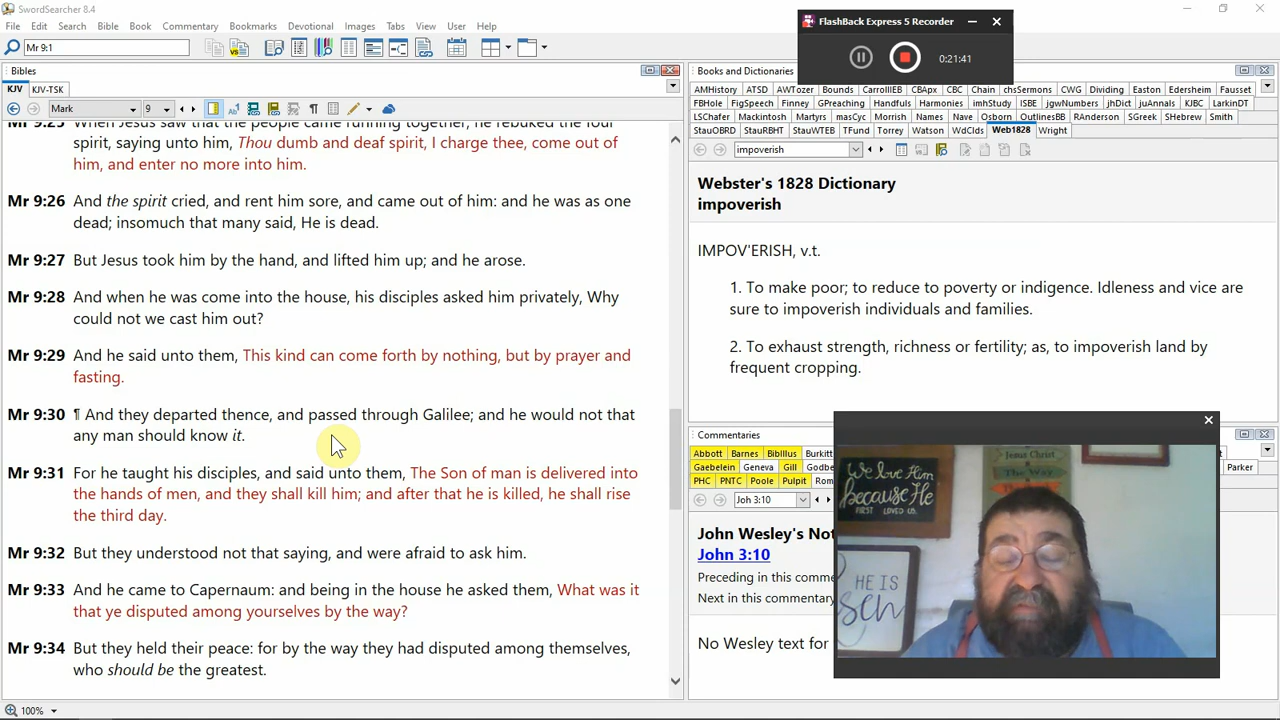 SwordSearcher 8.4
File Edit Search Bible Book Commentary Bookmarks Devotional Images Tabs View User Help
Mr 9:1
FlashBack Express 5 Recorder
0:21:41
Bibles
KJV KJV-TSK
Mark 9
him, and enter no more into him.
spirit, saying unto him, Thou dumb and deaf spirit, I charge thee, come out of
Mr 9:25 When Jesus saw that the people came running together, he rebuked the foul
Mr 9:26 And the spirit cried, and rent him sore, and came out of him: and he was as one
dead; insomuch that many said, He is dead.
Mr 9:27 But Jesus took him by the hand, and lifted him up; and he arose.
Mr 9:28 And when he was come into the house, his disciples asked him privately, Why
could not we cast him out?
Mr 9:29 And he said unto them, This kind can come forth by nothing, but by prayer and
fasting.
Mr 9:30 ¶ And they departed thence, and passed through Galilee; and he would not that
any man should know it.
Mr 9:31 For he taught his disciples, and said unto them, The Son of man is delivered into
the hands of men, and they shall kill him; and after that he is killed, he shall rise
the third day.
Mr 9:32 But they understood not that saying, and were afraid to ask him.
Mr 9:33 And he came to Capernaum: and being in the house he asked them, What was it
that ye disputed among yourselves by the way?
Mr 9:34 But they held their peace: for by the way they had disputed among themselves,
who should be the greatest.
100%
Books and Dictionaries
AMHistory ATSD AWTozer Bounds CarrollIEB CBApx CBC Chain chsSermons CWG Dividing Easton Edersheim Fausset
FBHole FigSpeech Finney GPreaching Handfuls Harmonies imhStudy ISBE jgwNumbers jhDict juAnnals KJBC LarkinDT
LSChafer Mackintosh Martyrs masCyc Morrish Names Nave Osborn OutlinesBB RAnderson SGreek SHebrew Smith
StauOBRD StauRBHT StauWTEB TFund Torrey Watson WdClds Web1828 Wright
impoverish
Webster's 1828 Dictionary
impoverish
IMPOV'ERISH, v.t.
1. To make poor; to reduce to poverty or indigence. Idleness and vice are
sure to impoverish individuals and families.
2. To exhaust strength, richness or fertility; as, to impoverish land by
frequent cropping.
Commentaries
Abbott Barnes BibIllus Burkitt
Gaebelein Geneva Gill Godbe Parker
PHC PNTC Poole Pulpit Rom
Joh 3:10
John Wesley's Not
John 3:10
Preceding in this comme
Next in this commentary
No Wesley text for
we love Him
because He
FIRST LOVED US.
Jesus Christ
The Way
HE IS